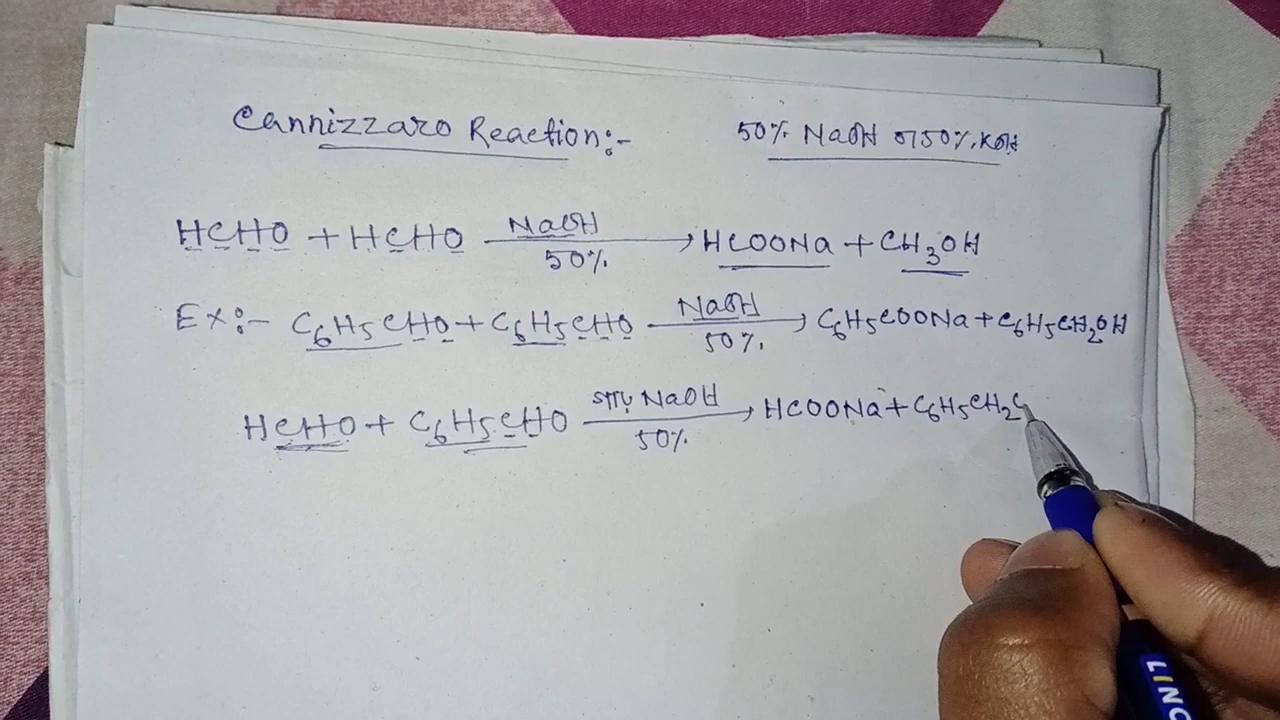 Cannizzaro Reaction:-
50% NaOH or 50% KOH
HCHO + HCHO NaOH 50% → HCOONa + CH3OH
Ex:- C6H5CHO + C6H5CHO NaOH 50% → C6H5COONa + C6H5CH2OH
HCHO + C6H5CHO NaOH 50% → HCOONa + C6H5CH2